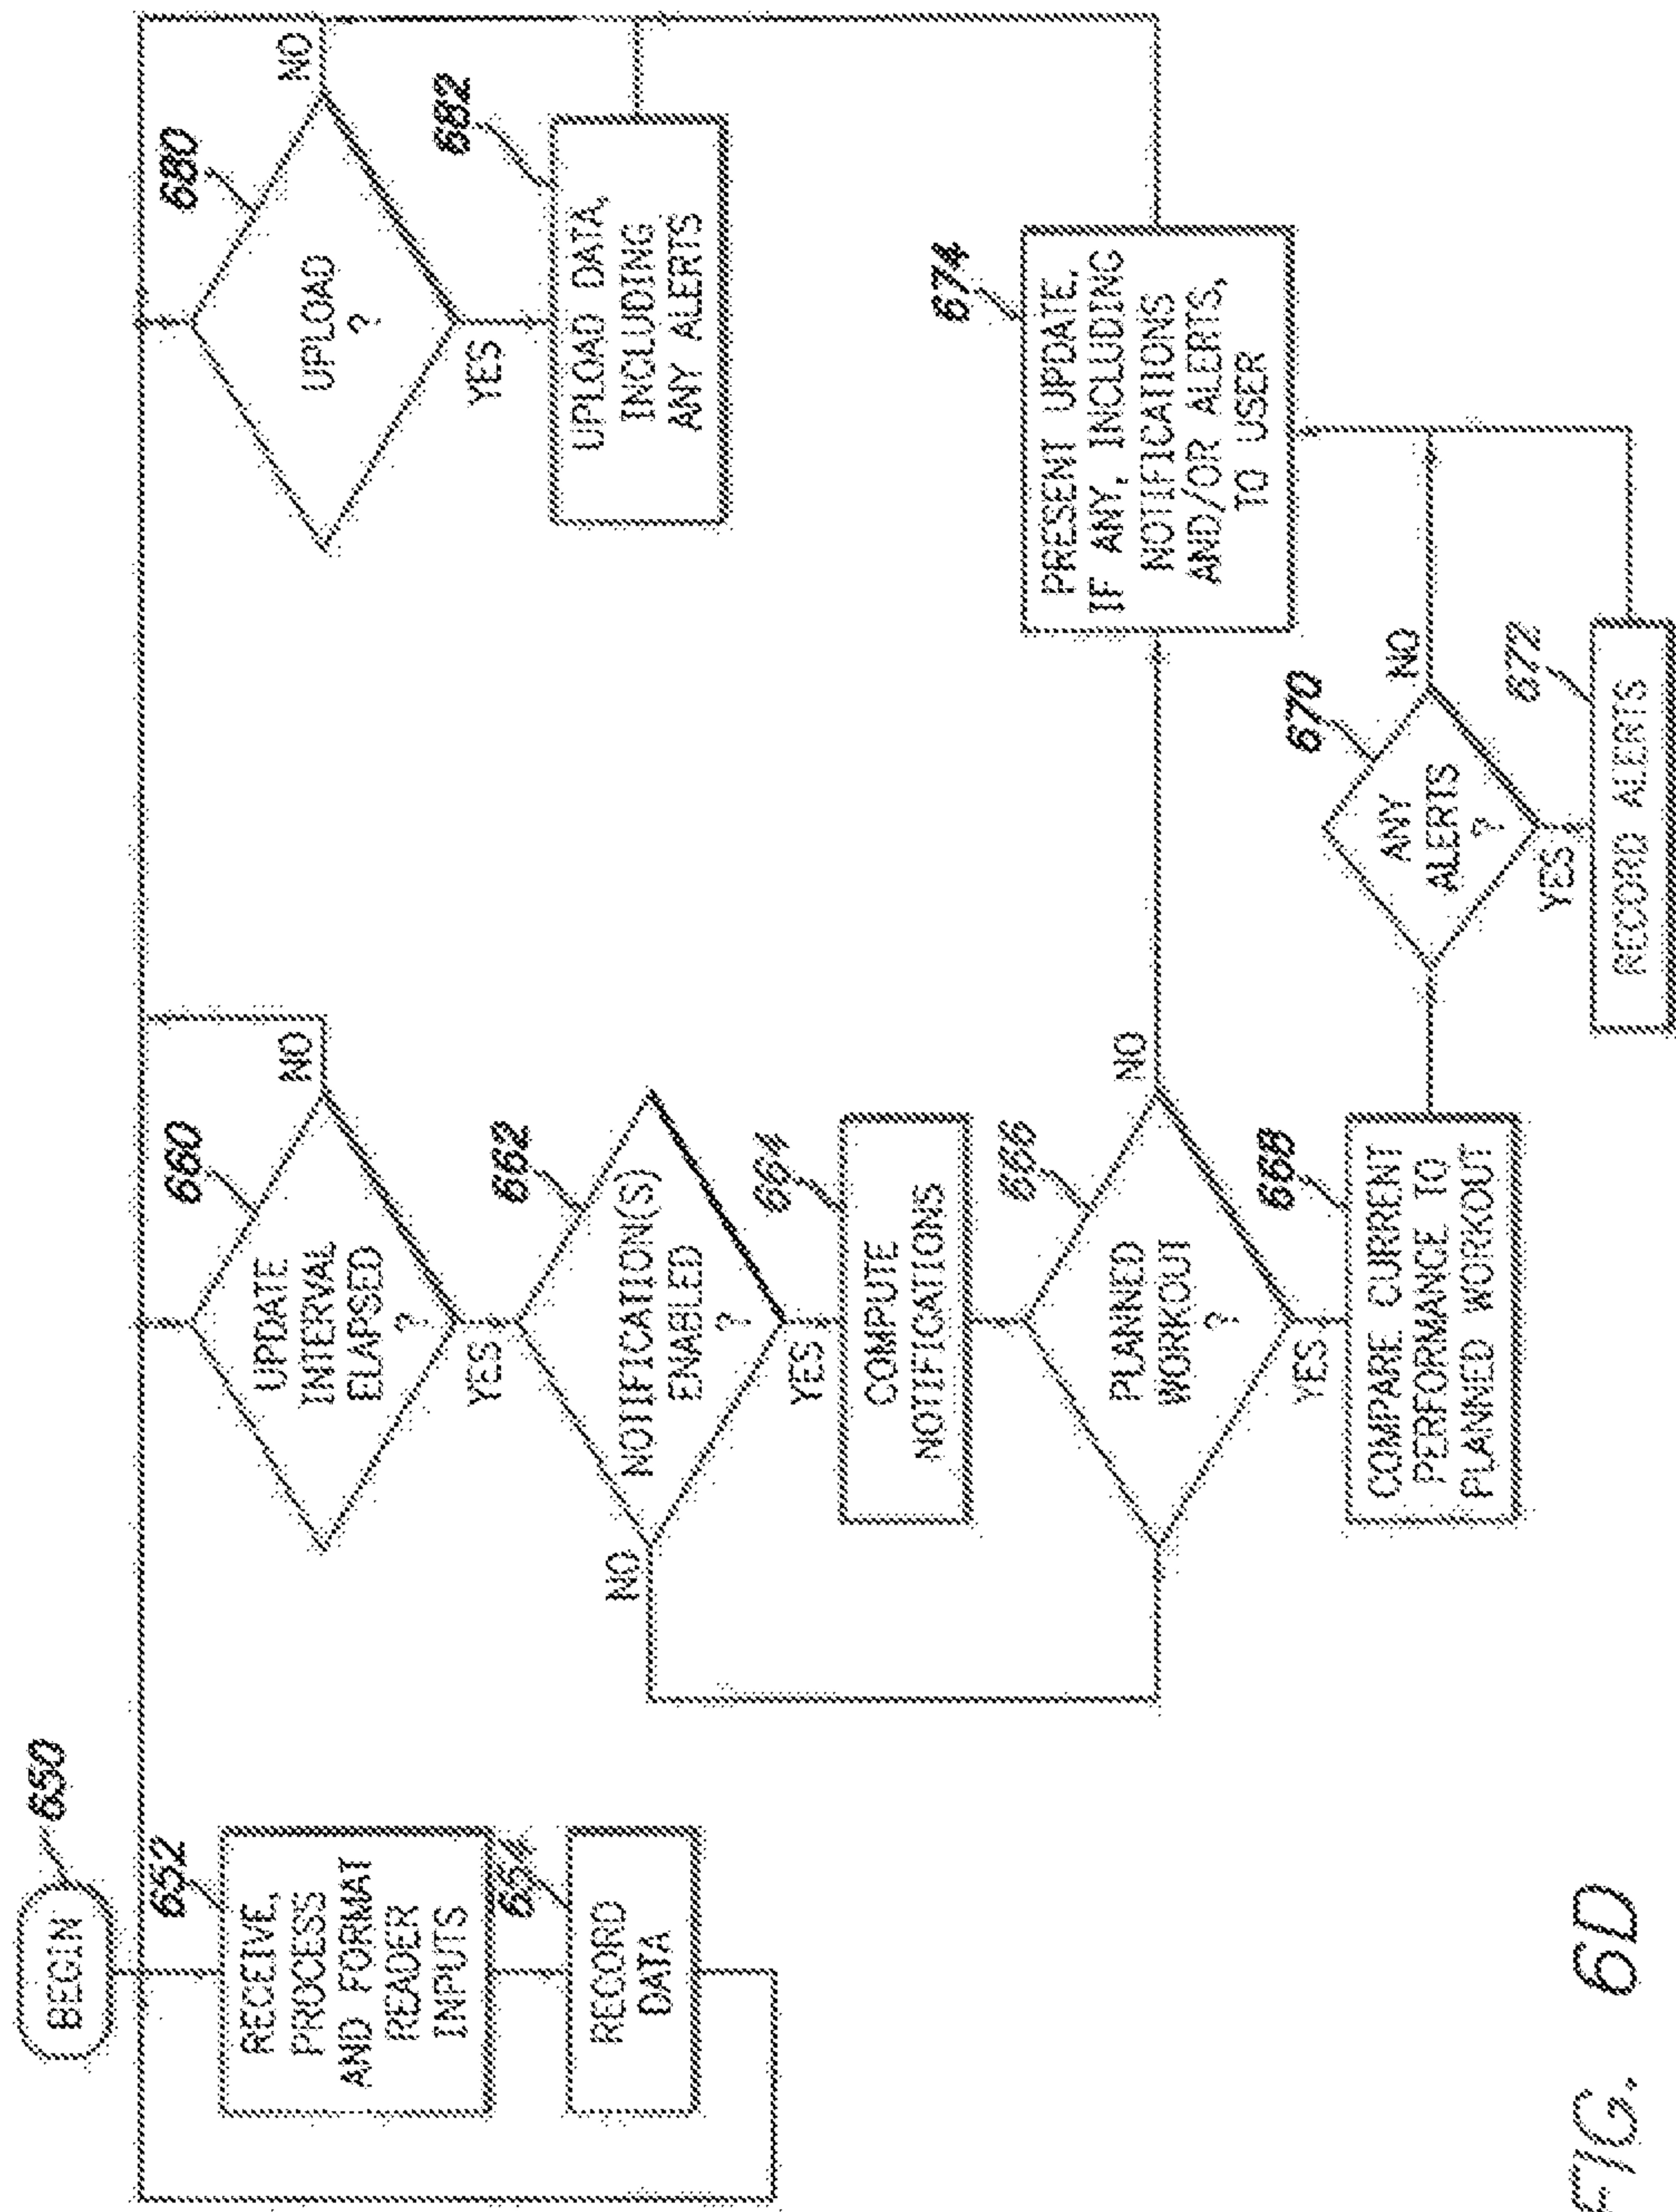 BEGIN
650
652
RECEIVE,
PROCESS
AND FORMAT
READER
INPUTS
654
RECORD
DATA
660
UPDATE
INTERVAL
ELAPSED
?
NO
YES
662
NOTIFICATION(S)
ENABLED
?
NO
YES
664
COMPUTE
NOTIFICATIONS
666
PLANNED
WORKOUT
?
NO
YES
668
COMPARE CURRENT
PERFORMANCE TO
PLANNED WORKOUT
670
ANY
ALERTS
?
NO
YES
672
RECORD ALERTS
674
PRESENT UPDATE,
IF ANY, INCLUDING
NOTIFICATIONS
AND/OR ALERTS,
TO USER
680
UPLOAD
?
NO
YES
682
UPLOAD DATA,
INCLUDING
ANY ALERTS
FIG. 6D